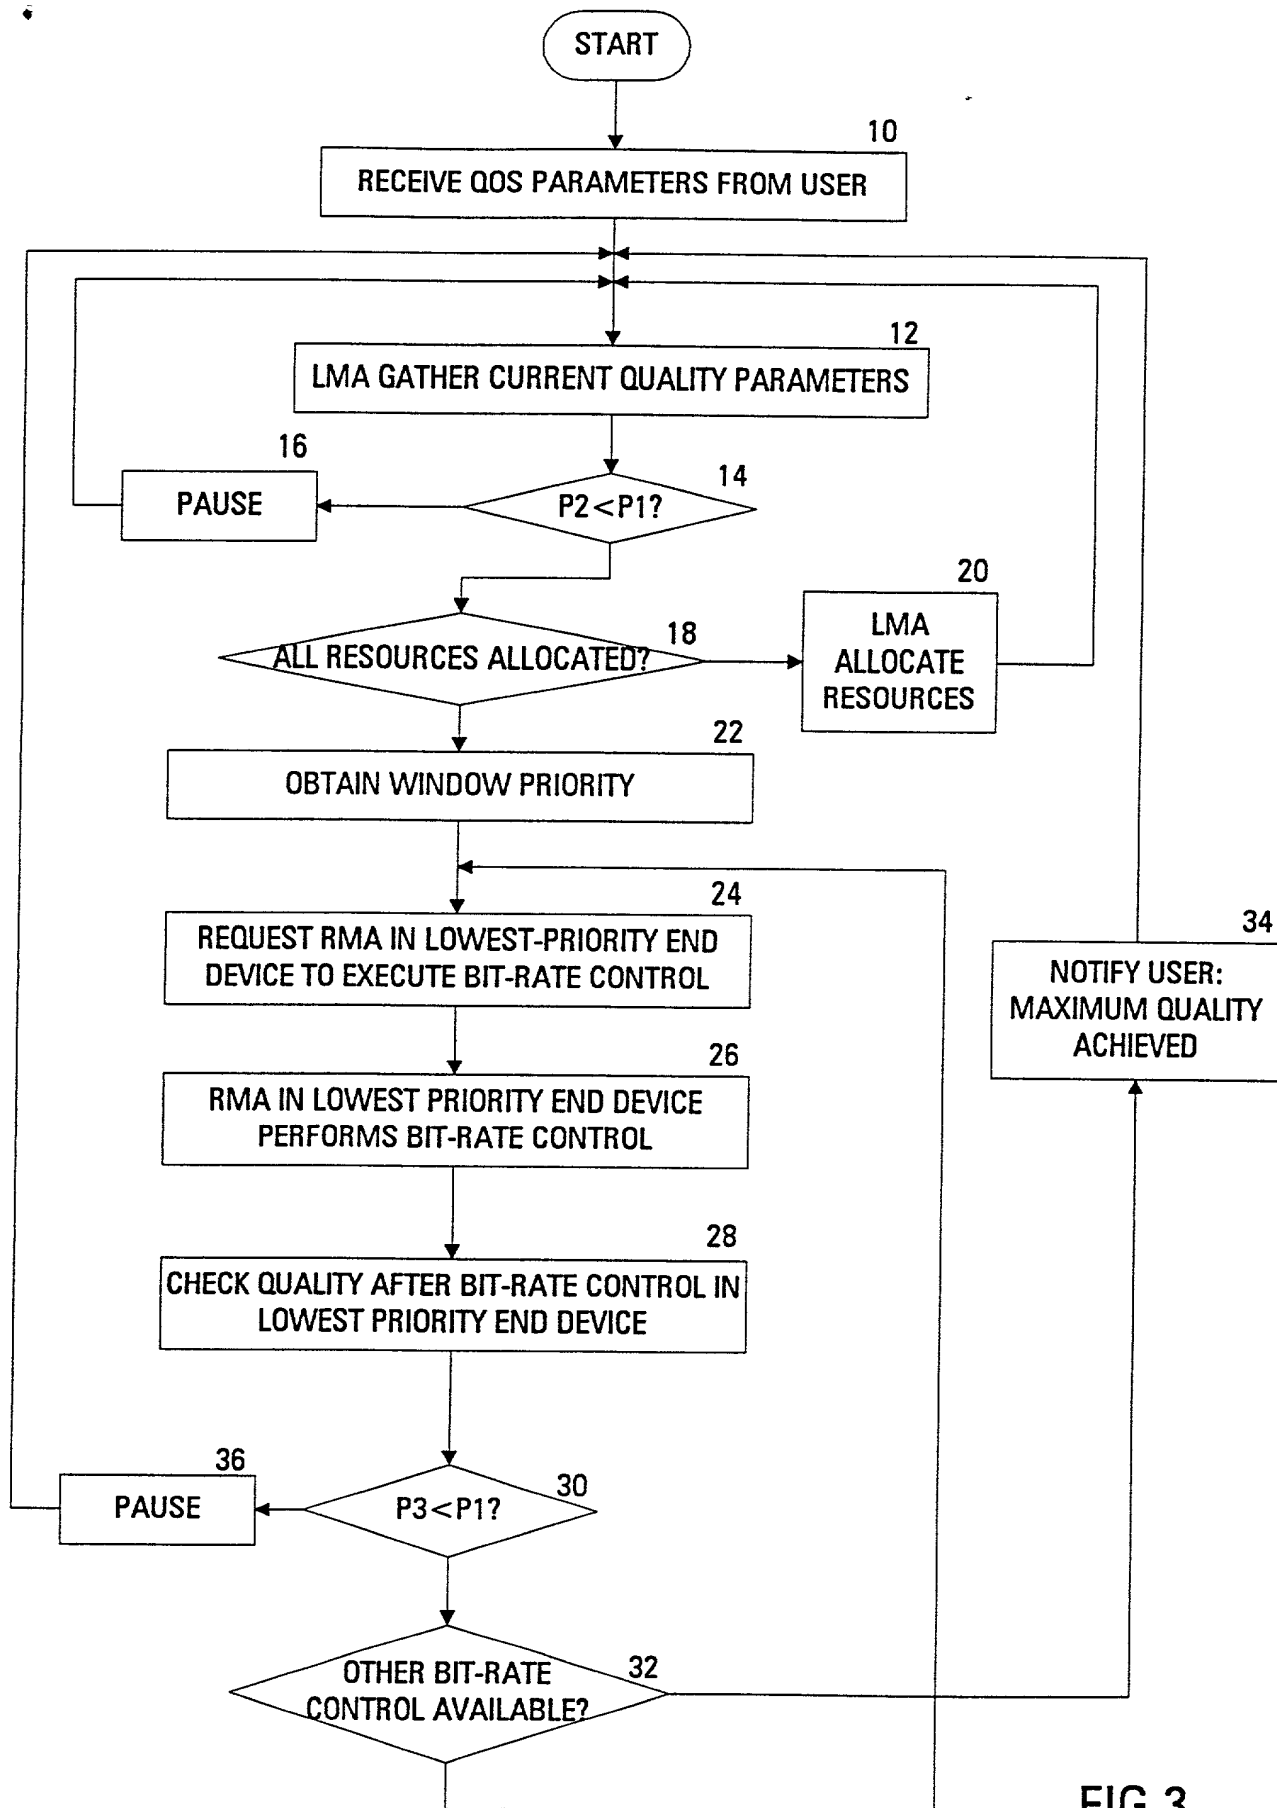 START
10
RECEIVE QOS PARAMETERS FROM USER
12
LMA GATHER CURRENT QUALITY PARAMETERS
16
PAUSE
14
P2<P1?
20
LMA
ALLOCATE
RESOURCES
18
ALL RESOURCES ALLOCATED?
22
OBTAIN WINDOW PRIORITY
24
REQUEST RMA IN LOWEST-PRIORITY END
DEVICE TO EXECUTE BIT-RATE CONTROL
34
NOTIFY USER:
MAXIMUM QUALITY
ACHIEVED
26
RMA IN LOWEST PRIORITY END DEVICE
PERFORMS BIT-RATE CONTROL
28
CHECK QUALITY AFTER BIT-RATE CONTROL IN
LOWEST PRIORITY END DEVICE
36
PAUSE
30
P3<P1?
32
OTHER BIT-RATE
CONTROL AVAILABLE?
FIG. 3